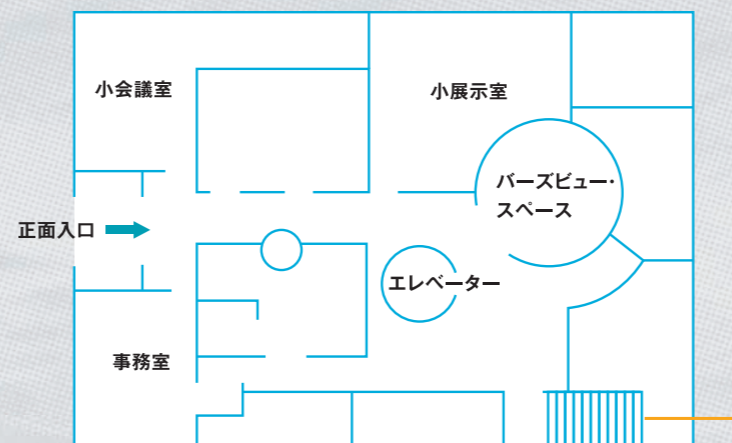 小会議室
小展示室
バーズビュー・
スペース
正面入口
エレベーター
事務室